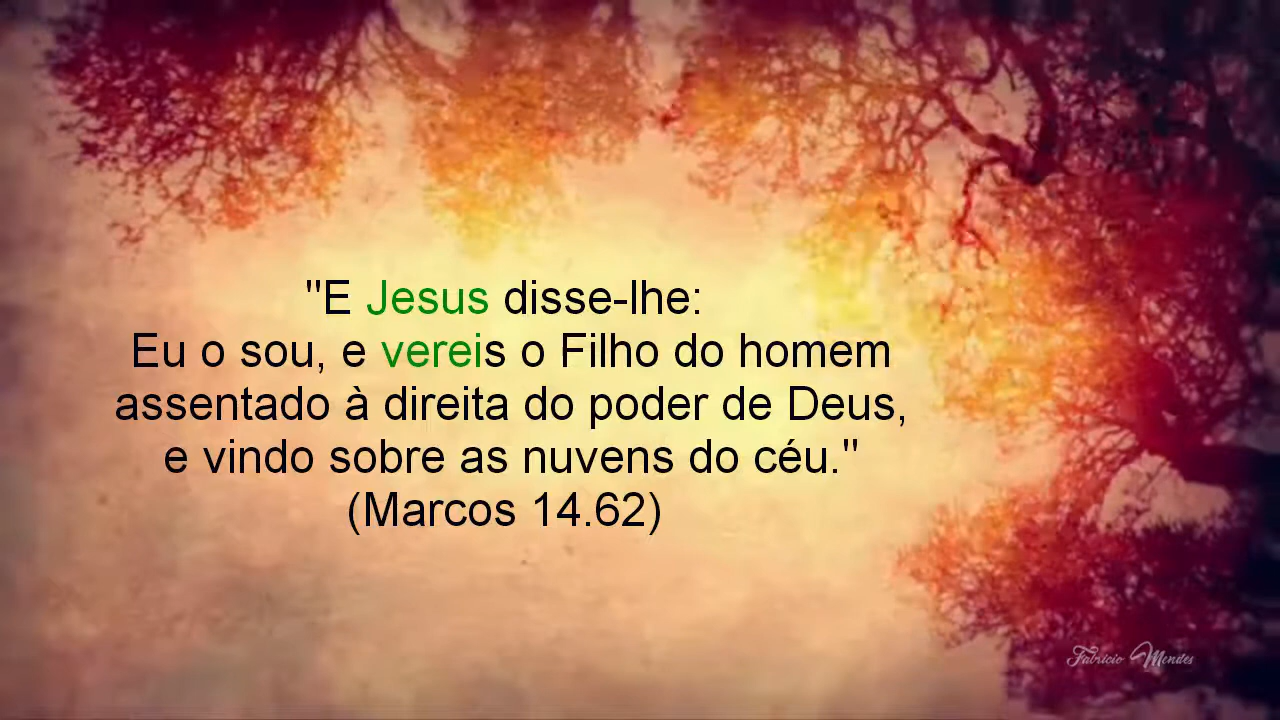 "E Jesus disse-lhe:
Eu o sou, e vereis o Filho do homem
assentado à direita do poder de Deus,
e vindo sobre as nuvens do céu."
(Marcos 14.62)
Fabrício Mendes